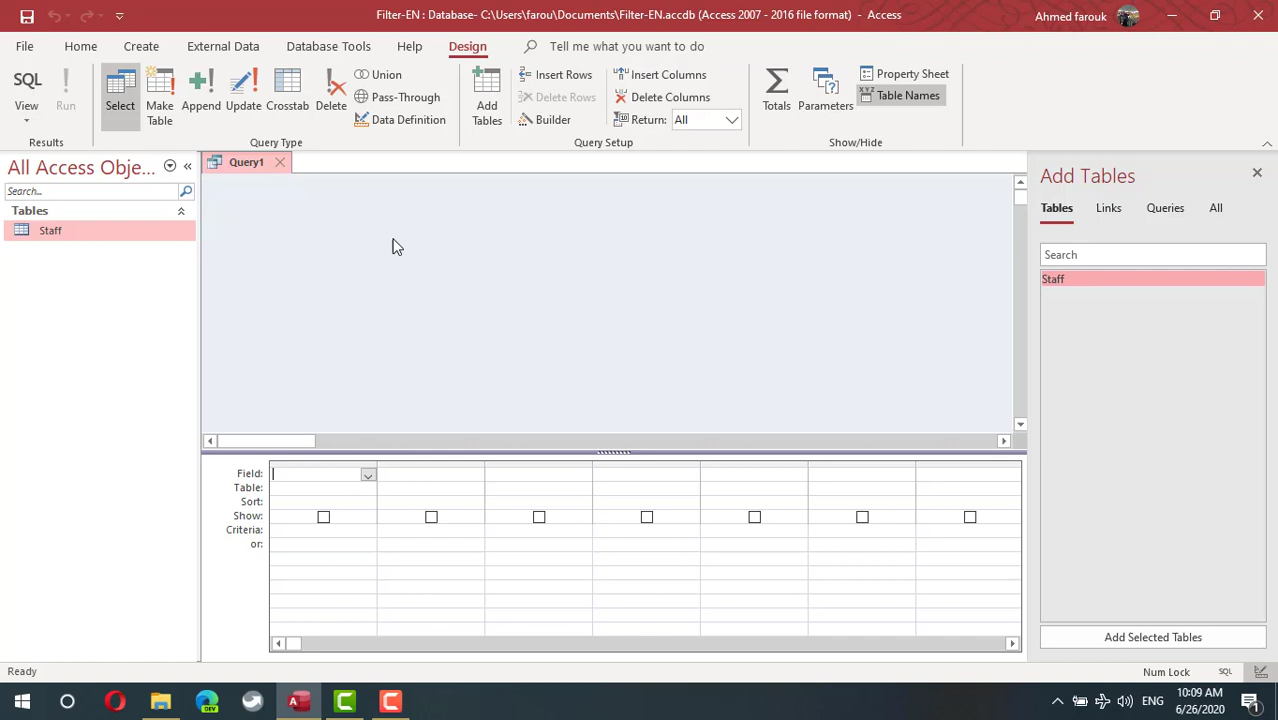 Filter-EN : Database- C:\Users\farou\Documents\Filter-EN.accdb (Access 2007 - 2016 file format) - Access
Ahmed farouk
File Home Create External Data Database Tools Help Design Tell me what you want to do
SQL
View
Run
Results
Select
Make Table
Append
Update
Crosstab
Delete
Union
Pass-Through
Data Definition
Query Type
Add Tables
Insert Rows
Delete Rows
Builder
Insert Columns
Delete Columns
Return: All
Query Setup
Totals
Parameters
Property Sheet
XYZ Table Names
Show/Hide
All Access Obje...
Search...
Tables
Staff
Query1
Field:
Table:
Sort:
Show:
Criteria:
or:
Add Tables
Tables Links Queries All
Search
Staff
Add Selected Tables
Ready
Num Lock SQL
DEV
ENG
10:09 AM
6/26/2020
1